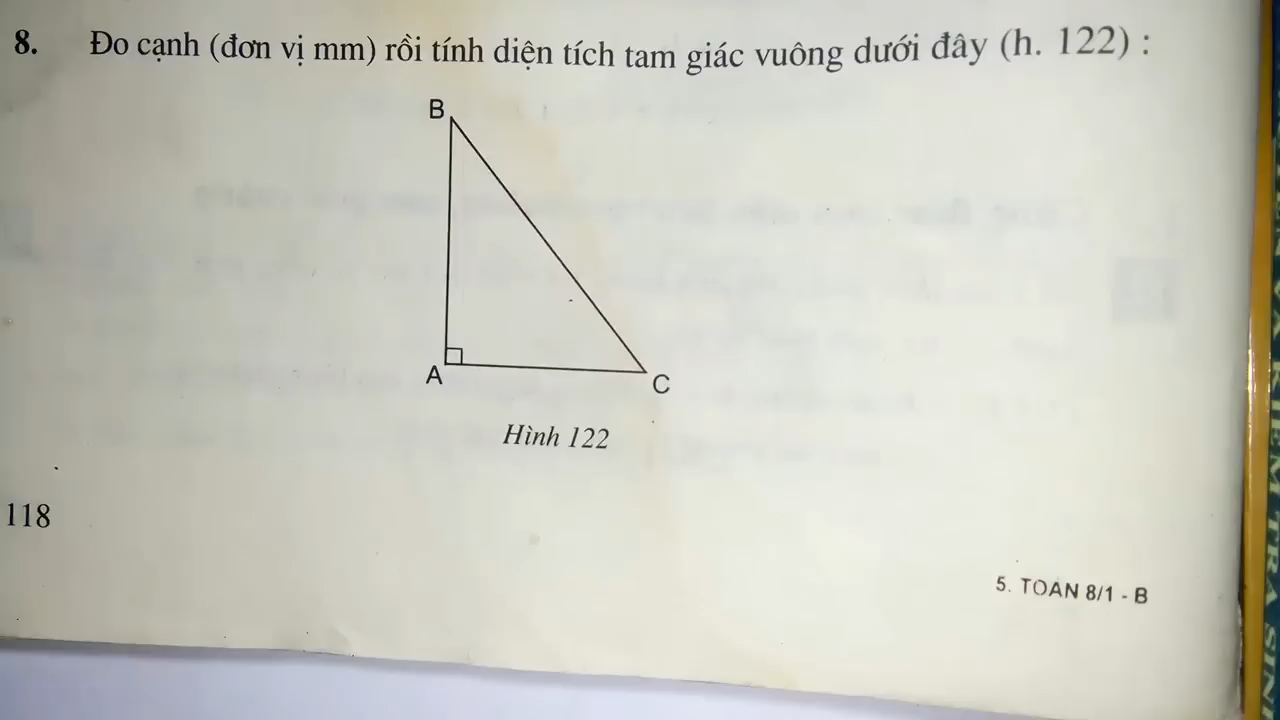 8. Đo cạnh (đơn vị mm) rồi tính diện tích tam giác vuông dưới đây (h. 122) :
B
A
C
Hình 122
118
5. TOÁN 8/1 - B